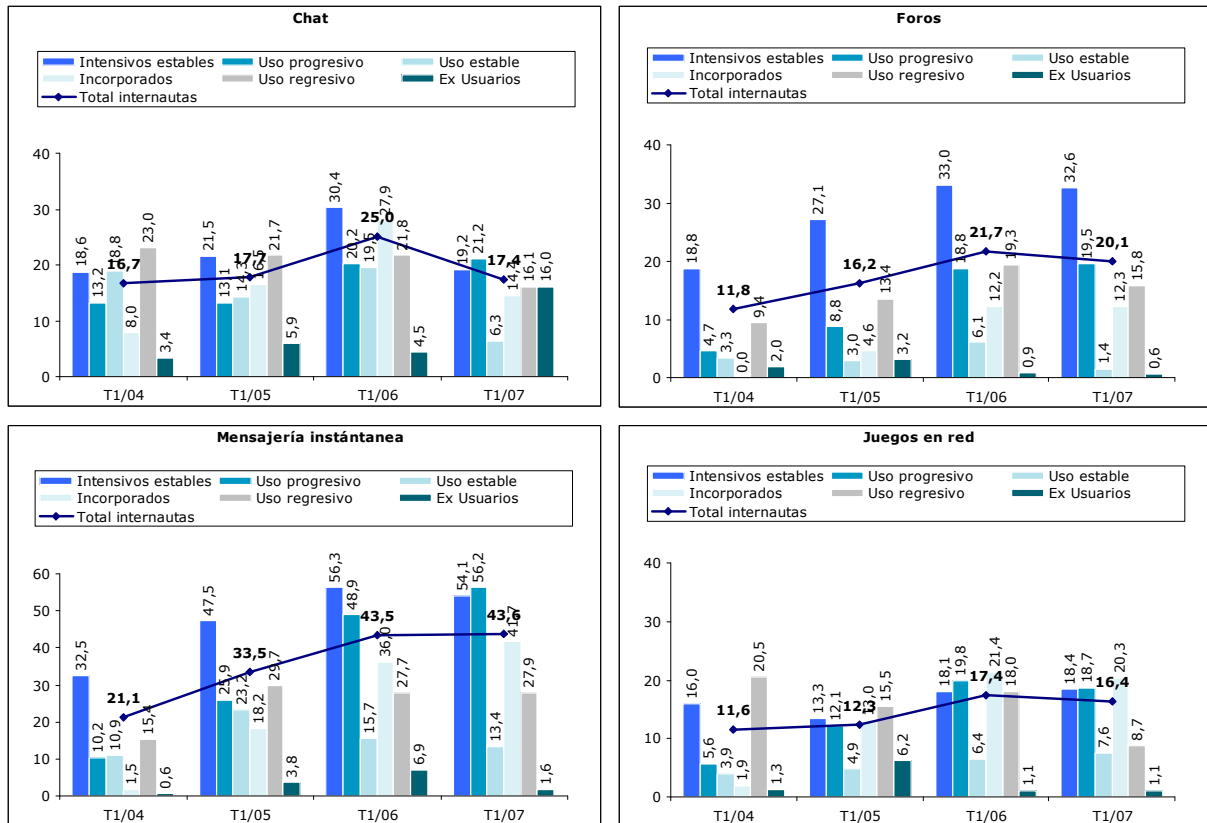 Chat
Intensivos estables Uso progresivo Uso estable
Incorporados Uso regresivo Ex Usuarios
Total internautas
40
30
20
10
0
18,6 13,2 18,8 8,0 23,0 3,4
16,7
21,5 13,1 14,3 16,5 21,7 5,9
17,7
30,4 20,2 19,5 27,9 21,8 4,5
25,0
19,2 21,2 6,3 14,4 16,1 16,0
17,4
T1/04 T1/05 T1/06 T1/07
Foros
Intensivos estables Uso progresivo Uso estable
Incorporados Uso regresivo Ex Usuarios
Total internautas
40
30
20
10
0
18,8 4,7 3,3 0,0 9,4 2,0
11,8
27,1 8,8 3,0 4,6 13,4 3,2
16,2
33,0 18,8 6,1 12,2 19,3 0,9
21,7
32,6 19,5 1,4 12,3 15,8 0,6
20,1
T1/04 T1/05 T1/06 T1/07
Mensajería instántanea
Intensivos estables Uso progresivo Uso estable
Incorporados Uso regresivo Ex Usuarios
Total internautas
60
50
40
30
20
10
0
32,5 10,2 10,9 1,5 15,4 0,6
21,1
47,5 25,9 23,2 18,2 29,7 3,8
33,5
56,3 48,9 15,7 36,0 27,7 6,9
43,5
54,1 56,2 13,4 41,7 27,9 1,6
43,6
T1/04 T1/05 T1/06 T1/07
Juegos en red
Intensivos estables Uso progresivo Uso estable
Incorporados Uso regresivo Ex Usuarios
Total internautas
40
30
20
10
0
16,0 5,6 3,9 1,9 20,5 1,3
11,6
13,3 12,1 4,9 13,0 15,5 6,2
12,3
18,1 19,8 6,4 21,4 18,0 1,1
17,4
18,4 18,7 7,6 20,3 8,7 1,1
16,4
T1/04 T1/05 T1/06 T1/07